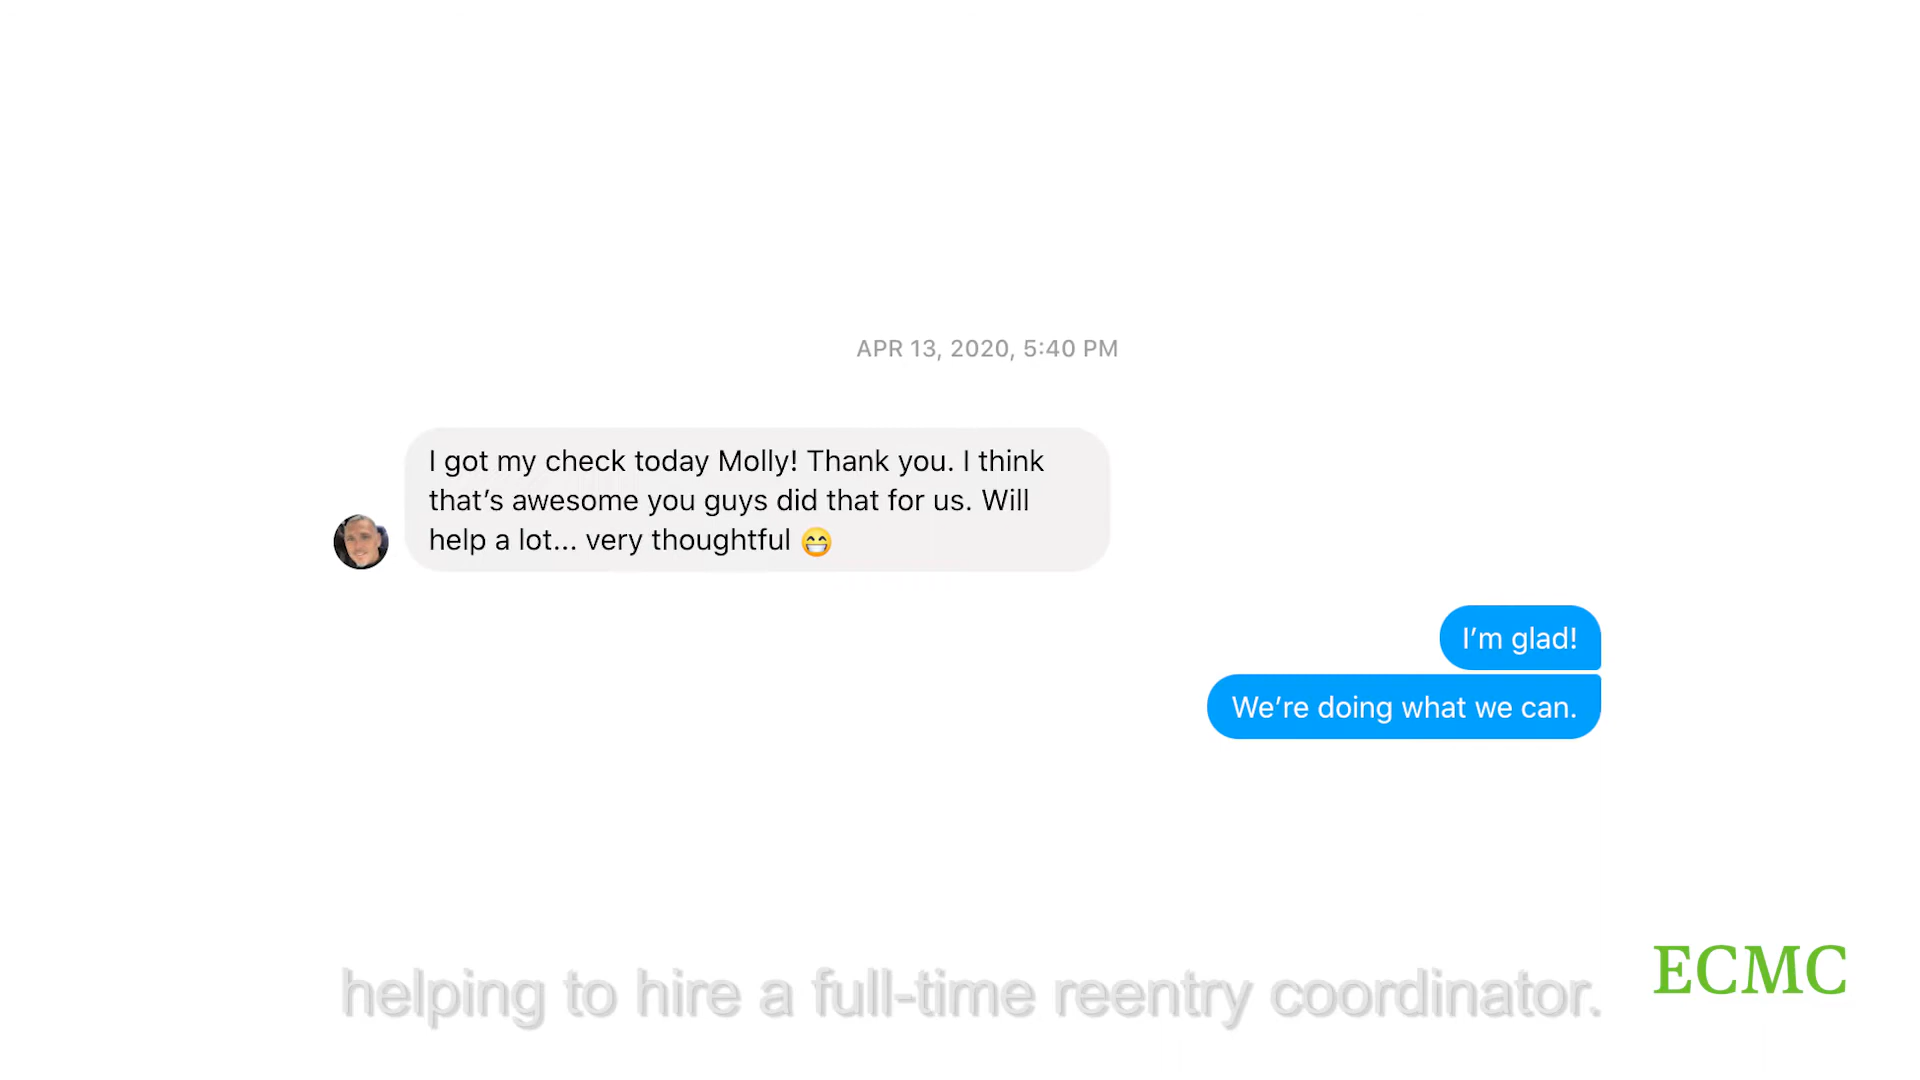 APR 13, 2020, 5:40 PM
I got my check today Molly! Thank you. I think
that’s awesome you guys did that for us. Will
help a lot... very thoughtful 😁
I’m glad!
We’re doing what we can.
helping to hire a full-time reentry coordinator.
ECMC